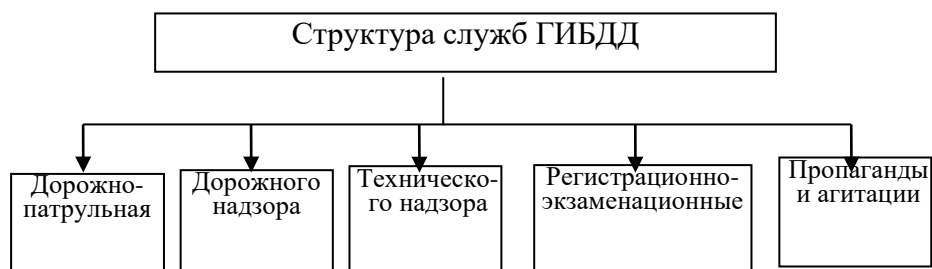 Структура служб ГИБДД
Дорожно-
патрульная
Дорожного
надзора
Техническо-
го надзора
Регистрационно-
экзаменационные
Пропаганды
и агитации